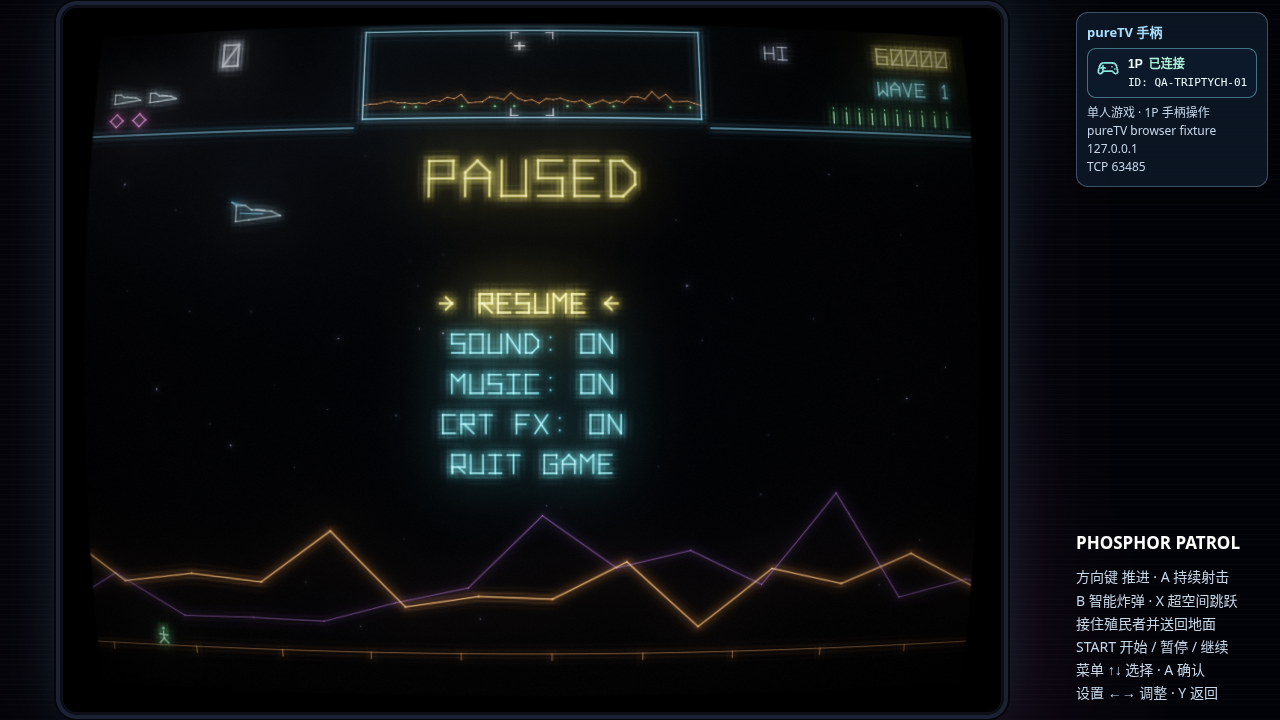 0
HI
60000
WAVE 1
PAUSED
→ RESUME ←
SOUND: ON
MUSIC: ON
CRT FX: ON
RUIT GAME
pureTV 手柄
1P 已连接
ID: QA-TRIPTYCH-01
单人游戏 · 1P 手柄操作
pureTV browser fixture
127.0.0.1
TCP 63485
PHOSPHOR PATROL
方向键 推进 · A 持续射击
B 智能炸弹 · X 超空间跳跃
接住殖民者并送回地面
START 开始 / 暂停 / 继续
菜单 ↑↓ 选择 · A 确认
设置 ←→ 调整 · Y 返回